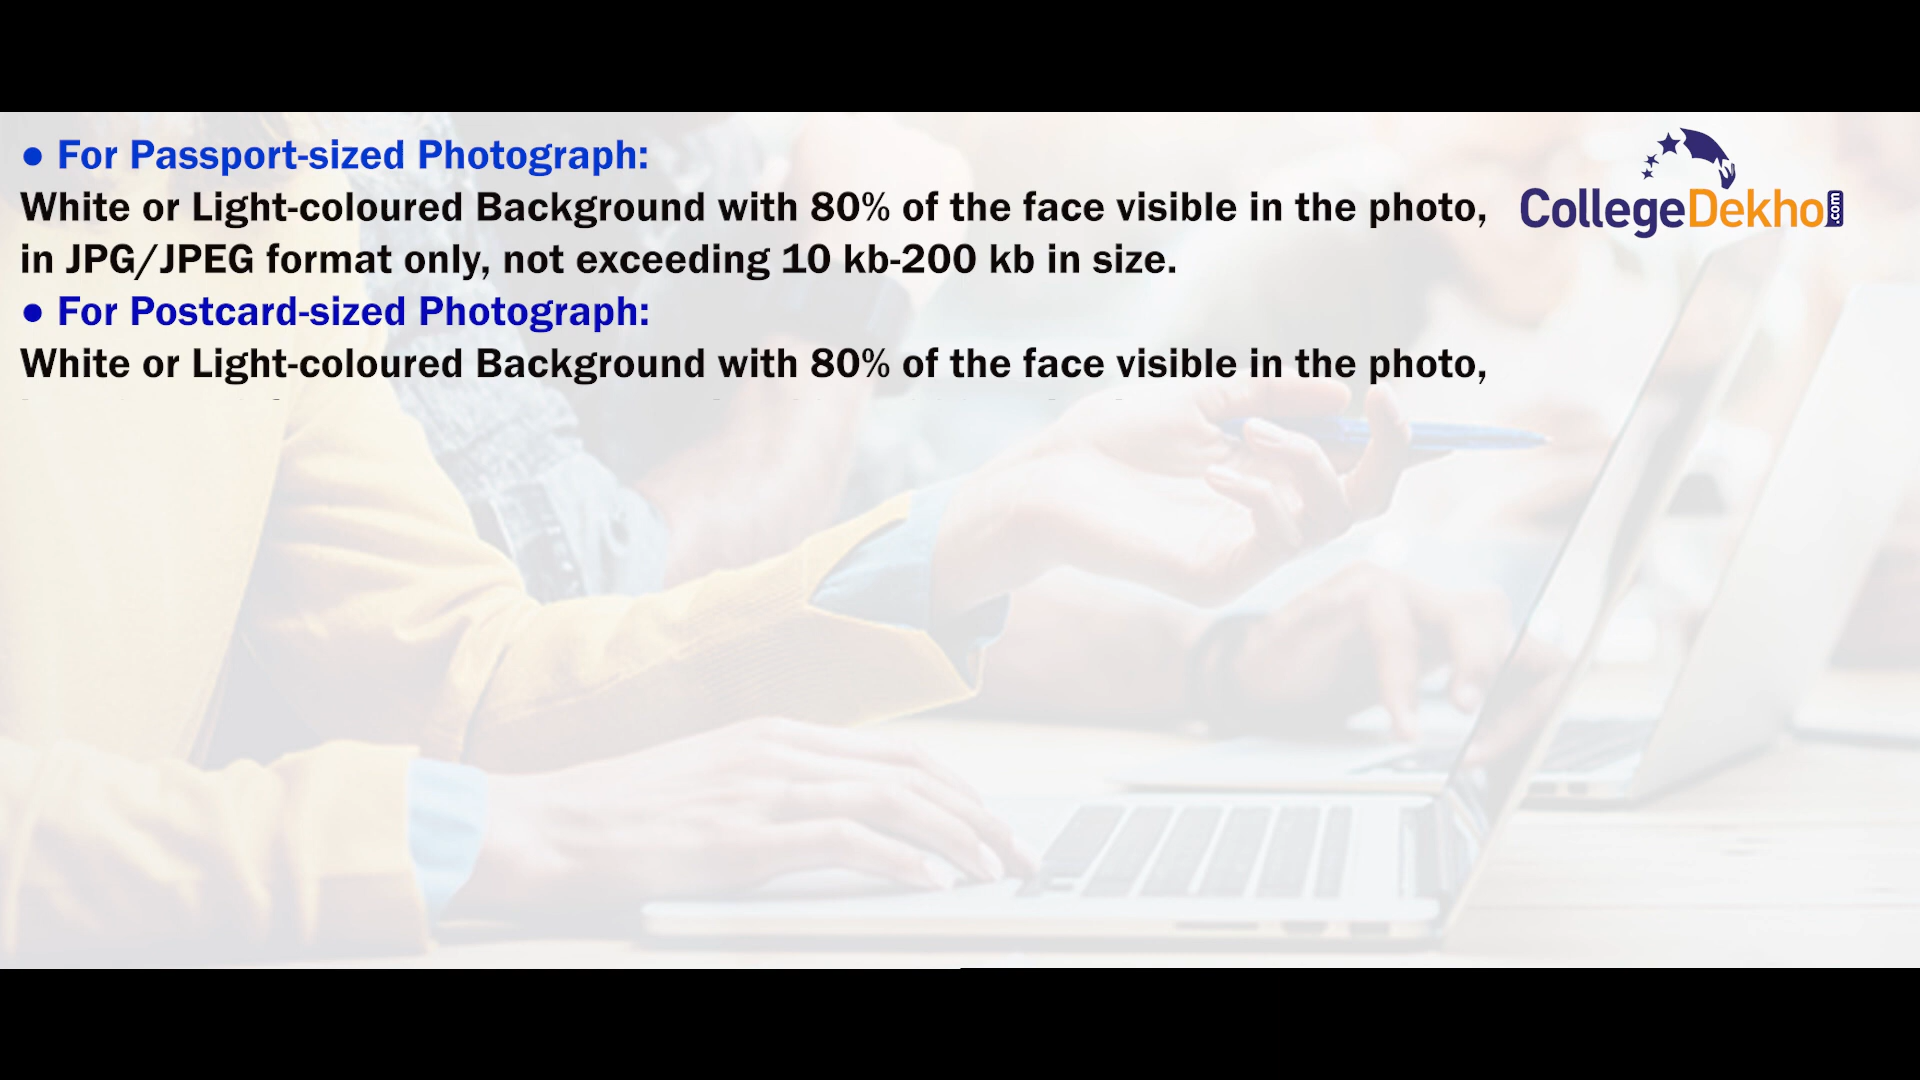 ● For Passport-sized Photograph:
White or Light-coloured Background with 80% of the face visible in the photo,
in JPG/JPEG format only, not exceeding 10 kb-200 kb in size.
● For Postcard-sized Photograph:
White or Light-coloured Background with 80% of the face visible in the photo,
CollegeDekho.com